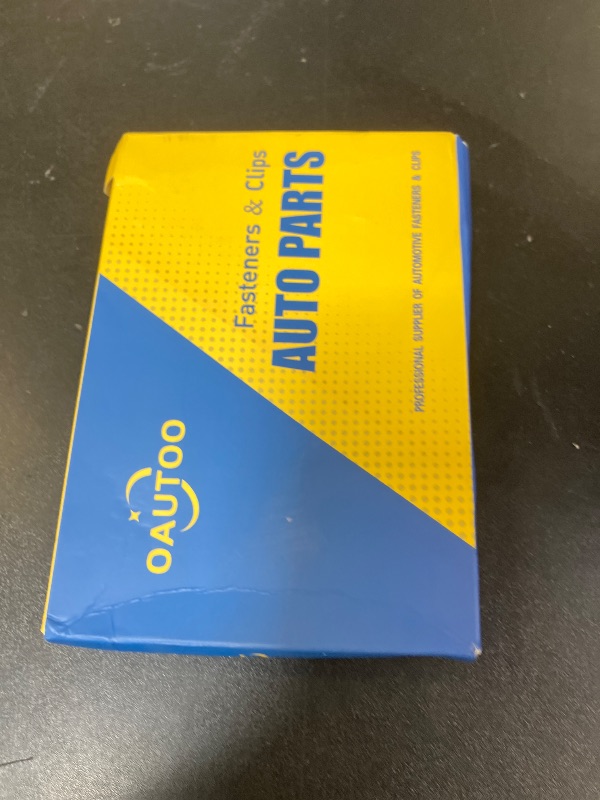 OAUTOO
Fasteners & Clips
AUTO PARTS
PROFESSIONAL SUPPLIER OF AUTOMOTIVE FASTENERS & CLIPS